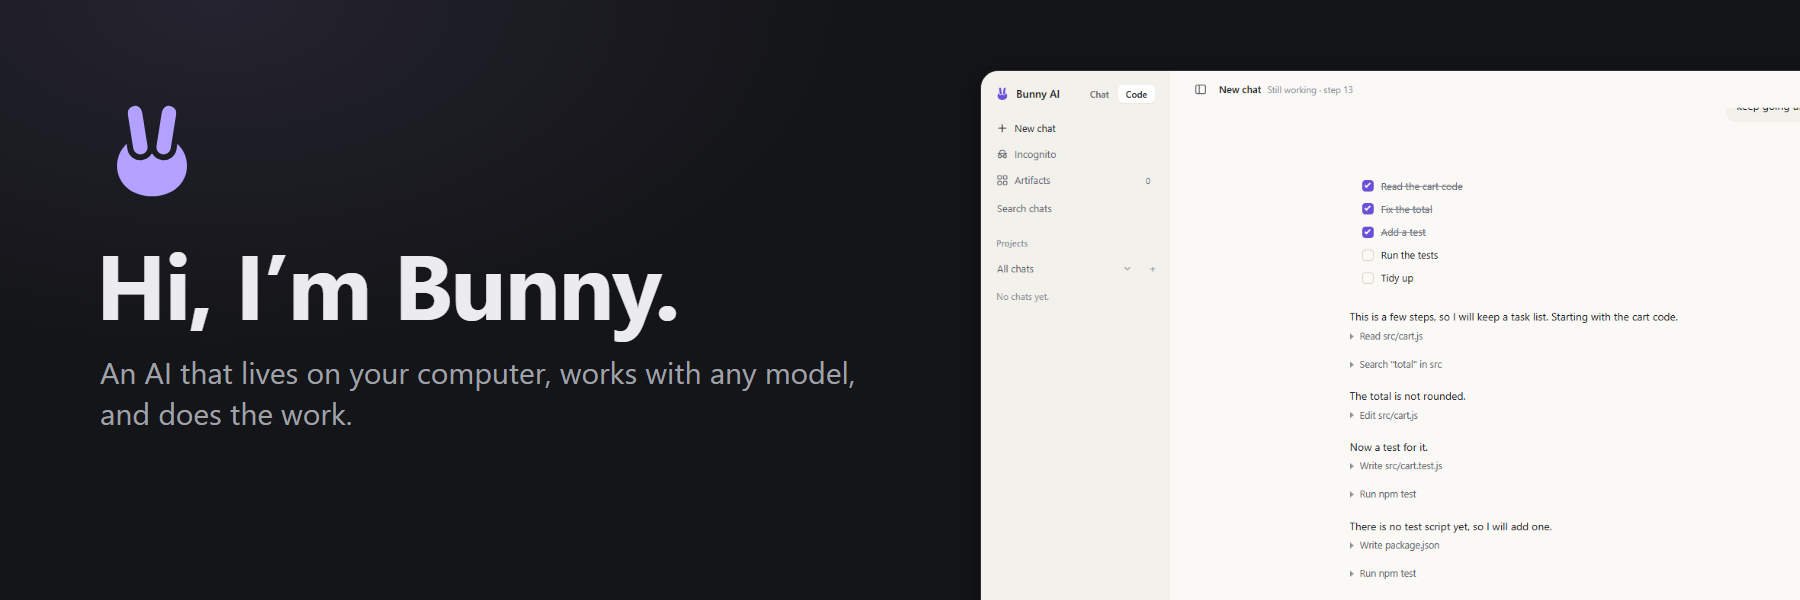 Hi, I’m Bunny.
An AI that lives on your computer, works with any model,
and does the work.
Bunny AI
Chat
Code
New chat
Incognito
Artifacts
0
Search chats
Projects
All chats
+
No chats yet.
New chat Still working · step 13
keep going
Read the cart code
Fix the total
Add a test
Run the tests
Tidy up
This is a few steps, so I will keep a task list. Starting with the cart code.
Read src/cart.js
Search "total" in src
The total is not rounded.
Edit src/cart.js
Now a test for it.
Write src/cart.test.js
Run npm test
There is no test script yet, so I will add one.
Write package.json
Run npm test